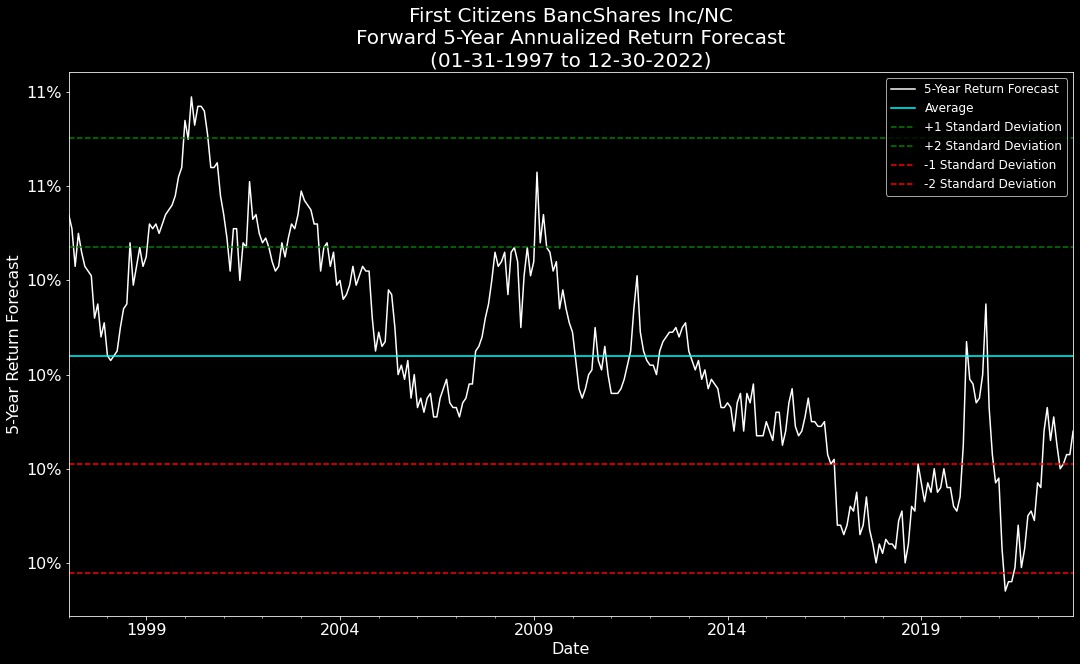 First Citizens BancShares Inc/NC
Forward 5-Year Annualized Return Forecast
(01-31-1997 to 12-30-2022)
5-Year Return Forecast
Average
+1 Standard Deviation
+2 Standard Deviation
-1 Standard Deviation
-2 Standard Deviation
5-Year Return Forecast
11%
11%
10%
10%
10%
10%
1999 2004 2009 2014 2019
Date